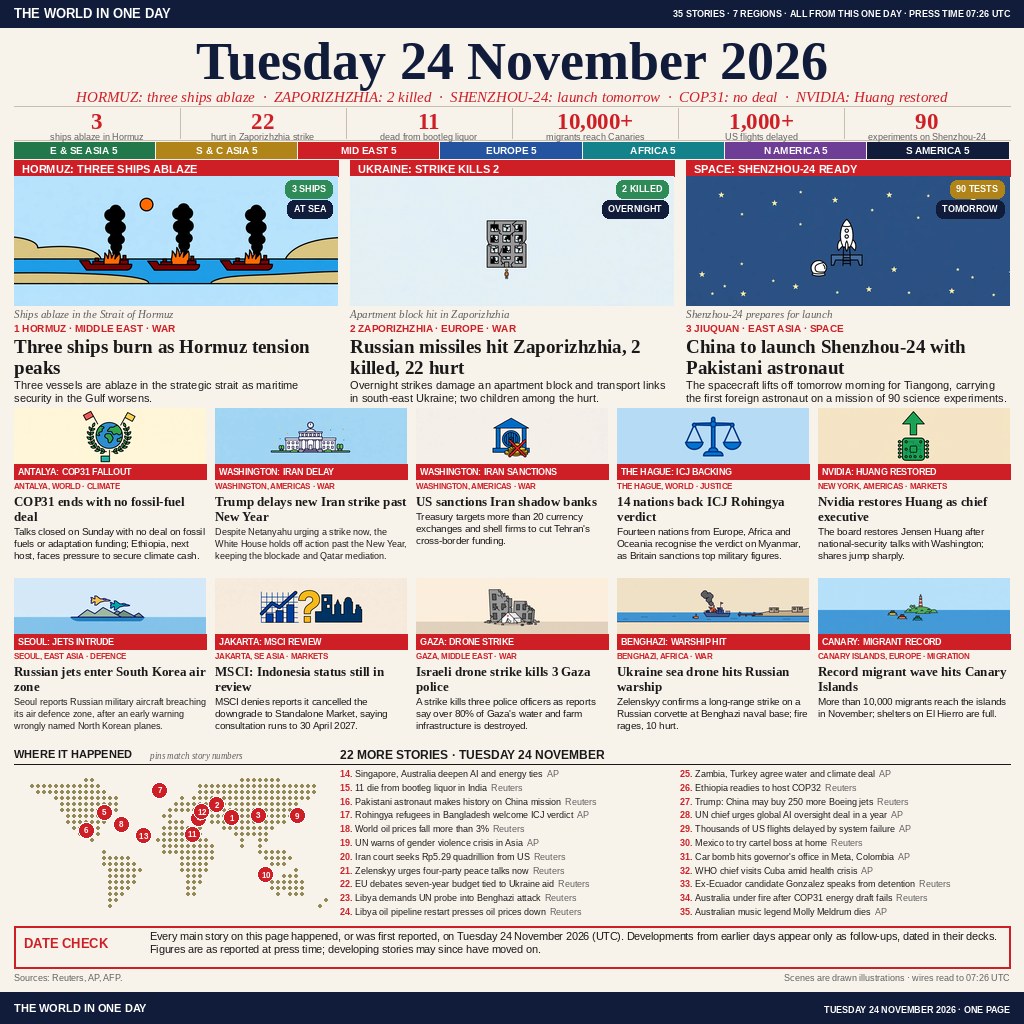 THE WORLD IN ONE DAY
35 STORIES · 7 REGIONS · ALL FROM THIS ONE DAY · PRESS TIME 07:26 UTC
Tuesday 24 November 2026
HORMUZ: three ships ablaze · ZAPORIZHZHIA: 2 killed · SHENZHOU-24: launch tomorrow · COP31: no deal · NVIDIA: Huang restored
3
ships ablaze in Hormuz
22
hurt in Zaporizhzhia strike
11
dead from bootleg liquor
10,000+
migrants reach Canaries
1,000+
US flights delayed
90
experiments on Shenzhou-24
E & SE ASIA 5
S & C ASIA 5
MID EAST 5
EUROPE 5
AFRICA 5
N AMERICA 5
S AMERICA 5
HORMUZ: THREE SHIPS ABLAZE
3 SHIPS
AT SEA
Ships ablaze in the Strait of Hormuz
1 HORMUZ · MIDDLE EAST · WAR
Three ships burn as Hormuz tension
peaks
Three vessels are ablaze in the strategic strait as maritime
security in the Gulf worsens.
UKRAINE: STRIKE KILLS 2
2 KILLED
OVERNIGHT
Apartment block hit in Zaporizhzhia
2 ZAPORIZHZHIA · EUROPE · WAR
Russian missiles hit Zaporizhzhia, 2
killed, 22 hurt
Overnight strikes damage an apartment block and transport links
in south-east Ukraine; two children among the hurt.
SPACE: SHENZHOU-24 READY
90 TESTS
TOMORROW
Shenzhou-24 prepares for launch
3 JIUQUAN · EAST ASIA · SPACE
China to launch Shenzhou-24 with
Pakistani astronaut
The spacecraft lifts off tomorrow morning for Tiangong, carrying
the first foreign astronaut on a mission of 90 science experiments.
ANTALYA: COP31 FALLOUT
ANTALYA, WORLD · CLIMATE
COP31 ends with no fossil-fuel
deal
Talks closed on Sunday with no deal on fossil
fuels or adaptation funding; Ethiopia, next
host, faces pressure to secure climate cash.
WASHINGTON: IRAN DELAY
WASHINGTON, AMERICAS · WAR
Trump delays new Iran strike past
New Year
Despite Netanyahu urging a strike now, the
White House holds off action past the New Year,
keeping the blockade and Qatar mediation.
WASHINGTON: IRAN SANCTIONS
WASHINGTON, AMERICAS · WAR
US sanctions Iran shadow banks
Treasury targets more than 20 currency
exchanges and shell firms to cut Tehran's
cross-border funding.
THE HAGUE: ICJ BACKING
THE HAGUE, WORLD · JUSTICE
14 nations back ICJ Rohingya
verdict
Fourteen nations from Europe, Africa and
Oceania recognise the verdict on Myanmar,
as Britain sanctions top military figures.
NVIDIA: HUANG RESTORED
NEW YORK, AMERICAS · MARKETS
Nvidia restores Huang as chief
executive
The board restores Jensen Huang after
national-security talks with Washington;
shares jump sharply.
SEOUL: JETS INTRUDE
SEOUL, EAST ASIA · DEFENCE
Russian jets enter South Korea air
zone
Seoul reports Russian military aircraft breaching
its air defence zone, after an early warning
wrongly named North Korean planes.
JAKARTA: MSCI REVIEW
JAKARTA, SE ASIA · MARKETS
MSCI: Indonesia status still in
review
MSCI denies reports it cancelled the
downgrade to Standalone Market, saying
consultation runs to 30 April 2027.
GAZA: DRONE STRIKE
GAZA, MIDDLE EAST · WAR
Israeli drone strike kills 3 Gaza
police
A strike kills three police officers as reports
say over 80% of Gaza's water and farm
infrastructure is destroyed.
BENGHAZI: WARSHIP HIT
BENGHAZI, AFRICA · WAR
Ukraine sea drone hits Russian
warship
Zelenskyy confirms a long-range strike on a
Russian corvette at Benghazi naval base; fire
rages, 10 hurt.
CANARY: MIGRANT RECORD
CANARY ISLANDS, EUROPE · MIGRATION
Record migrant wave hits Canary
Islands
More than 10,000 migrants reach the islands
in November; shelters on El Hierro are full.
WHERE IT HAPPENED
pins match story numbers
7
5
8
6
13
12
2
11
1
3
9
10
22 MORE STORIES · TUESDAY 24 NOVEMBER
14. Singapore, Australia deepen AI and energy ties AP
15. 11 die from bootleg liquor in India Reuters
16. Pakistani astronaut makes history on China mission Reuters
17. Rohingya refugees in Bangladesh welcome ICJ verdict AP
18. World oil prices fall more than 3% Reuters
19. UN warns of gender violence crisis in Asia Reuters
20. Iran court seeks Rp5.29 quadrillion from US Reuters
21. Zelenskyy urges four-party peace talks now Reuters
22. EU debates seven-year budget tied to Ukraine aid Reuters
23. Libya demands UN probe into Benghazi attack Reuters
24. Libya oil pipeline restart presses oil prices down Reuters
25. Zambia, Turkey agree water and climate deal AP
26. Ethiopia readies to host COP32 Reuters
27. Trump: China may buy 250 more Boeing jets Reuters
28. UN chief urges global AI oversight deal in a year AP
29. Thousands of US flights delayed by system failure AP
30. Mexico to try cartel boss at home Reuters
31. Car bomb hits governor's office in Meta, Colombia AP
32. WHO chief visits Cuba amid health crisis AP
33. Ex-Ecuador candidate Gonzalez speaks from detention Reuters
34. Australia under fire after COP31 energy draft fails Reuters
35. Australian music legend Molly Meldrum dies AP
DATE CHECK
Every main story on this page happened, or was first reported, on Tuesday 24 November 2026 (UTC). Developments from earlier days appear only as follow-ups, dated in their decks.
Figures are as reported at press time; developing stories may since have moved on.
Sources: Reuters, AP, AFP.
Scenes are drawn illustrations · wires read to 07:26 UTC
THE WORLD IN ONE DAY
TUESDAY 24 NOVEMBER 2026 · ONE PAGE